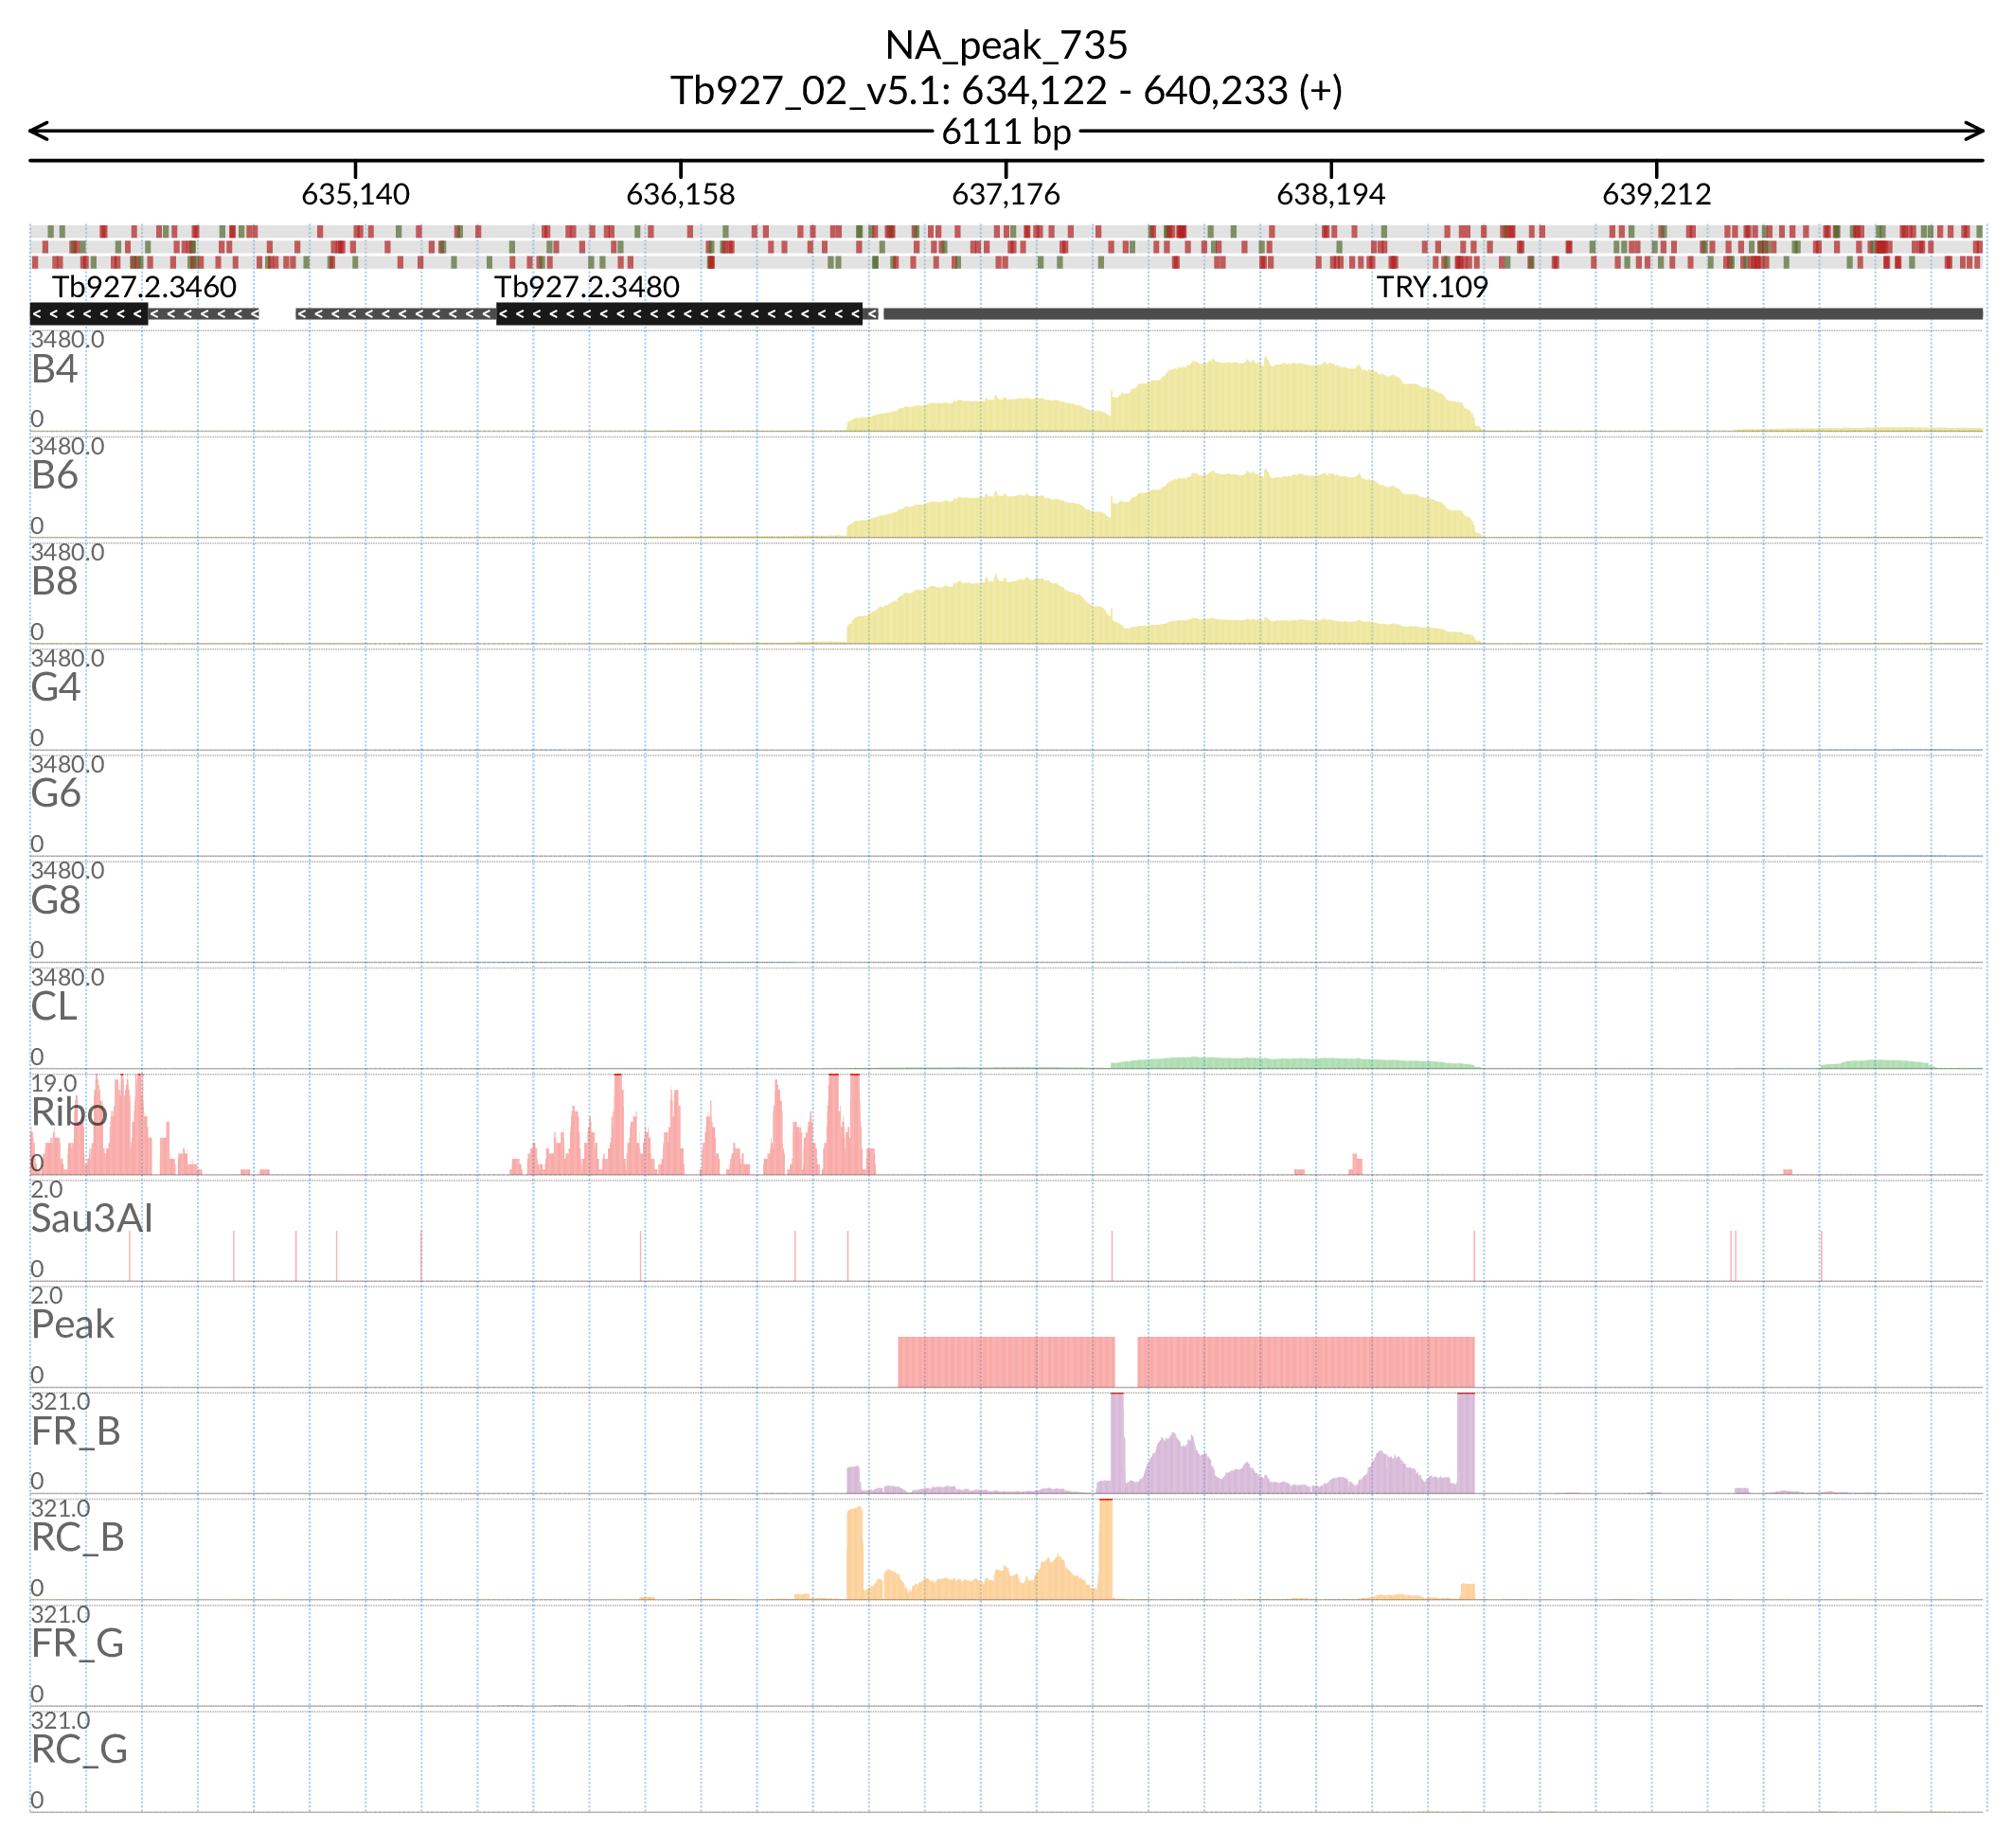 NA_peak_735
Tb927_02_v5.1: 634,122 - 640,233 (+)
6111 bp
635,140 636,158 637,176 638,194 639,212
Tb927.2.3460 Tb927.2.3480 TRY.109
3480.0
B4
0
3480.0
B6
0
3480.0
B8
0
3480.0
G4
0
3480.0
G6
0
3480.0
G8
0
3480.0
CL
0
19.0
Ribo
0
2.0
Sau3AI
0
2.0
Peak
0
321.0
FR_B
0
321.0
RC_B
0
321.0
FR_G
0
321.0
RC_G
0